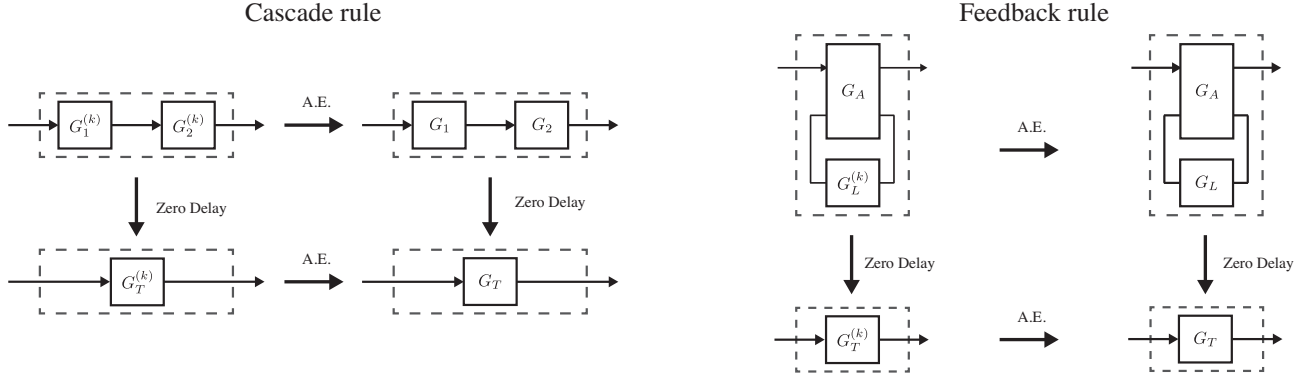 Cascade rule
G_1^{(k)} G_2^{(k)}
A.E.
G_1 G_2
Zero Delay
Zero Delay
G_T^{(k)}
A.E.
G_T
Feedback rule
G_A
G_L^{(k)}
A.E.
G_A
G_L
Zero Delay
Zero Delay
G_T^{(k)}
A.E.
G_T